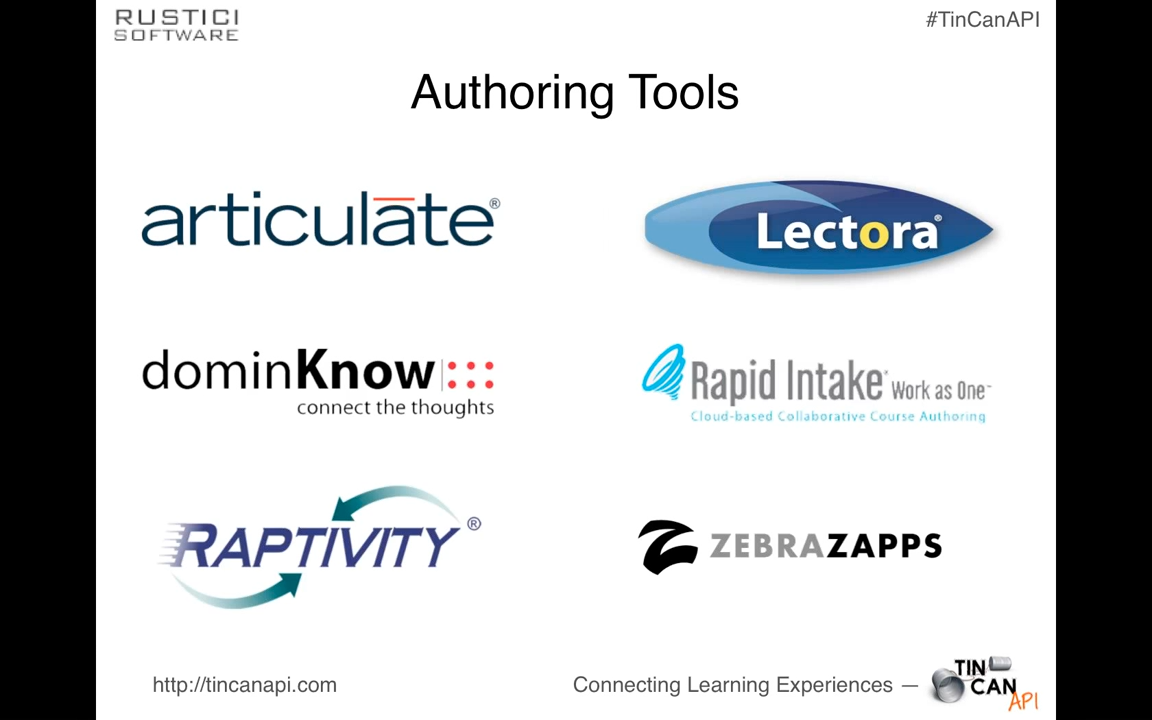 RUSTICI
SOFTWARE
#TinCanAPI
Authoring Tools
articulate®
Lectora®
dominKnow
connect the thoughts
Rapid Intake® Work as One™
Cloud-based Collaborative Course Authoring
RAPTIVITY®
ZEBRAZAPPS
http://tincanapi.com
Connecting Learning Experiences —
TIN
CAN
API